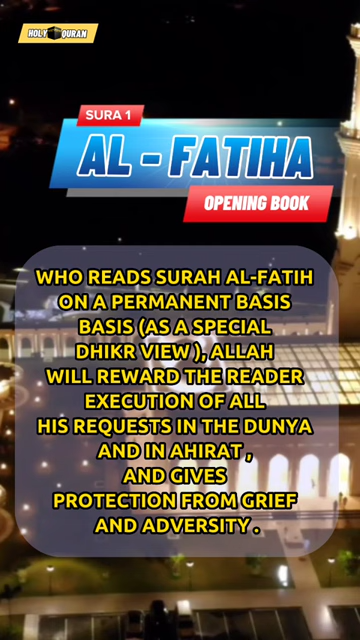 HOLY QURAN
SURA 1
AL - FATIHA
OPENING BOOK
WHO READS SURAH AL-FATIH
ON A PERMANENT BASIS
BASIS (AS A SPECIAL
DHIKR VIEW ), ALLAH
WILL REWARD THE READER
EXECUTION OF ALL
HIS REQUESTS IN THE DUNYA
AND IN AHIRAT ,
AND GIVES
PROTECTION FROM GRIEF
AND ADVERSITY .